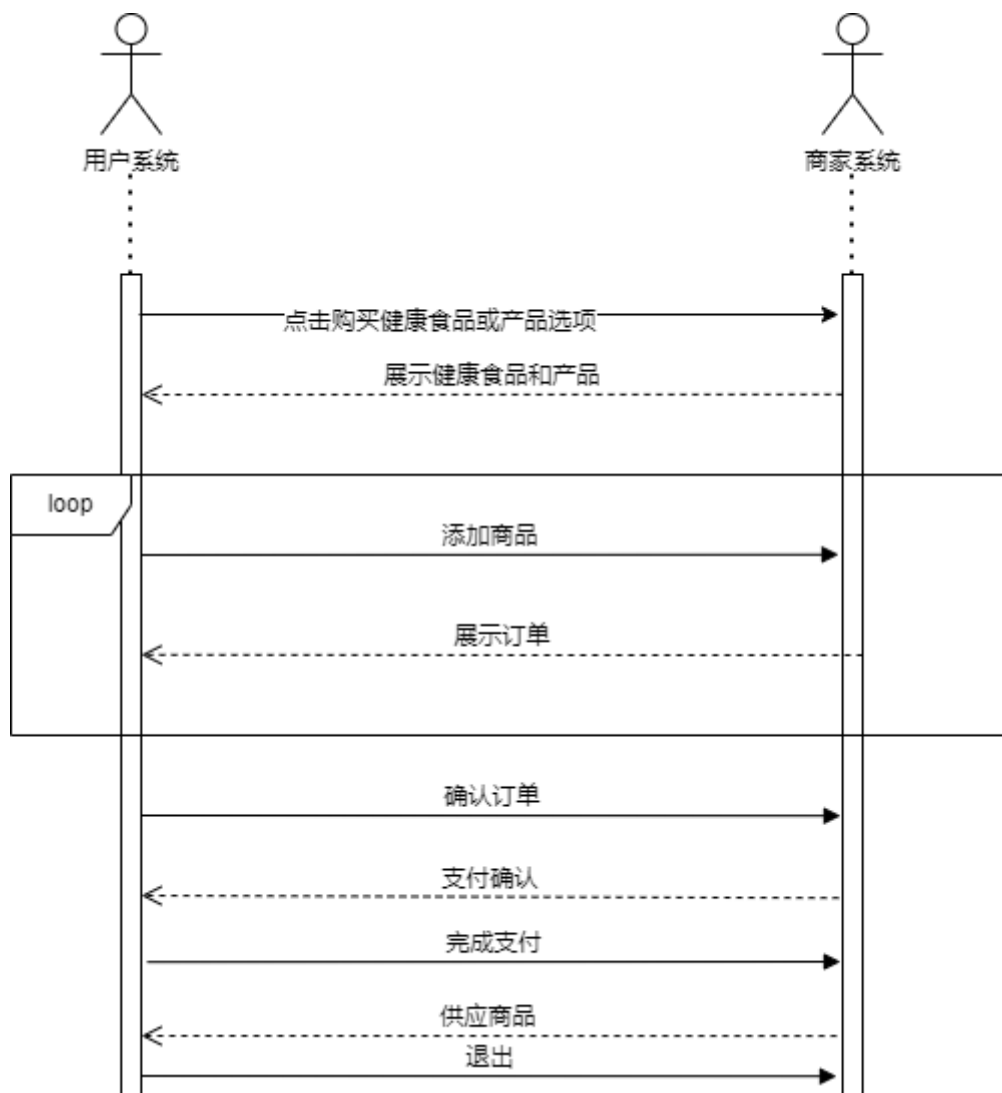 用户系统
商家系统
点击购买健康食品或产品选项
展示健康食品和产品
loop
添加商品
展示订单
确认订单
支付确认
完成支付
供应商品
退出